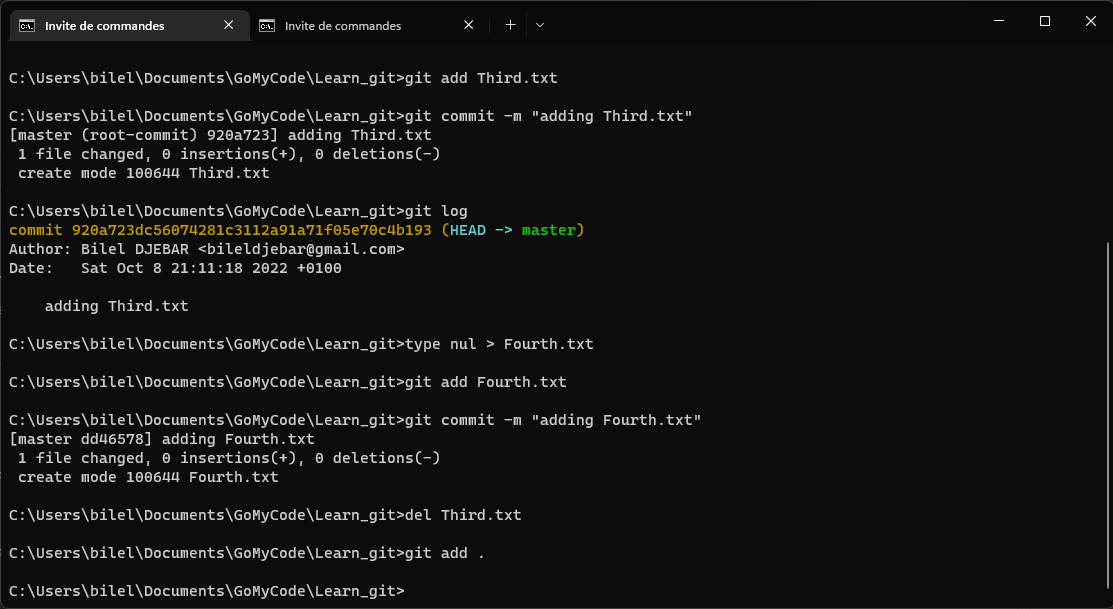 Invite de commandes
Invite de commandes
C:\Users\bilel\Documents\GoMyCode\Learn_git>git add Third.txt
C:\Users\bilel\Documents\GoMyCode\Learn_git>git commit -m "adding Third.txt"
[master (root-commit) 920a723] adding Third.txt
 1 file changed, 0 insertions(+), 0 deletions(-)
 create mode 100644 Third.txt
C:\Users\bilel\Documents\GoMyCode\Learn_git>git log
commit 920a723dc56074281c3112a91a71f05e70c4b193 (HEAD -> master)
Author: Bilel DJEBAR <bileldjebar@gmail.com>
Date:   Sat Oct 8 21:11:18 2022 +0100
    adding Third.txt
C:\Users\bilel\Documents\GoMyCode\Learn_git>type nul > Fourth.txt
C:\Users\bilel\Documents\GoMyCode\Learn_git>git add Fourth.txt
C:\Users\bilel\Documents\GoMyCode\Learn_git>git commit -m "adding Fourth.txt"
[master dd46578] adding Fourth.txt
 1 file changed, 0 insertions(+), 0 deletions(-)
 create mode 100644 Fourth.txt
C:\Users\bilel\Documents\GoMyCode\Learn_git>del Third.txt
C:\Users\bilel\Documents\GoMyCode\Learn_git>git add .
C:\Users\bilel\Documents\GoMyCode\Learn_git>